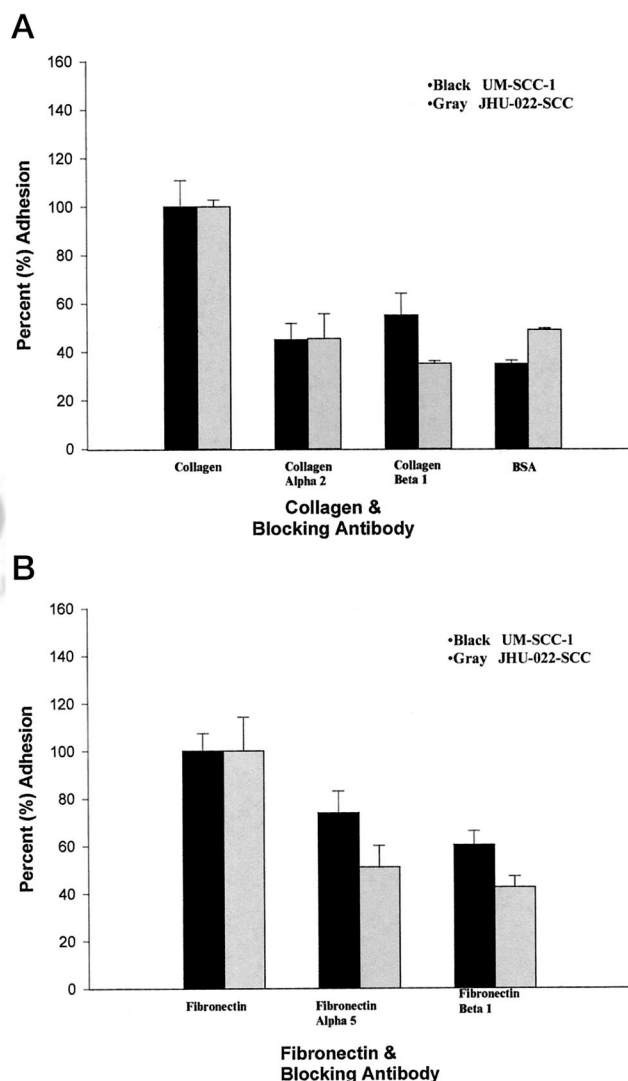 A
160
140
120
100
80
60
40
20
0
Percent (%) Adhesion
•Black UM-SCC-1
•Gray JHU-022-SCC
Collagen
Collagen
Alpha 2
Collagen
Beta 1
BSA
Collagen &
Blocking Antibody
B
160
140
120
100
80
60
40
20
0
Percent (%) Adhesion
•Black UM-SCC-1
•Gray JHU-022-SCC
Fibronectin
Fibronectin
Alpha 5
Fibronectin
Beta 1
Fibronectin &
Blocking Antibody